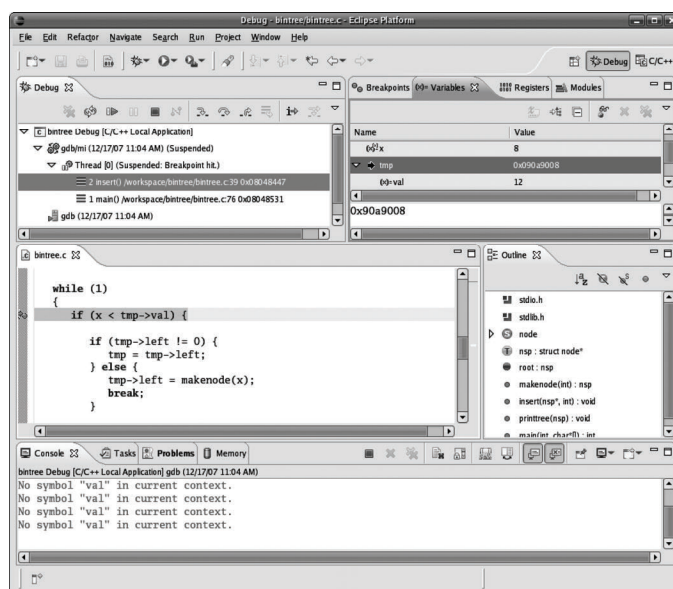 Debug - bintree/bintree.c - Eclipse Platform
File Edit Refactor Navigate Search Run Project Window Help
Debug C/C++
Debug
bintree Debug [C/C++ Local Application]
gdb/mi (12/17/07 11:04 AM) (Suspended)
Thread [0] (Suspended: Breakpoint hit.)
2 insert() /workspace/bintree/bintree.c:39 0x08048447
1 main() /workspace/bintree/bintree.c:76 0x08048531
gdb (12/17/07 11:04 AM)
Breakpoints (x)= Variables Registers Modules
Name Value
x 8
tmp 0x090a9008
(x)= val 12
0x90a9008
bintree.c
while (1)
{
if (x < tmp->val) {
if (tmp->left != 0) {
tmp = tmp->left;
} else {
tmp->left = makenode(x);
break;
}
Outline
stdio.h
stdlib.h
node
nsp : struct node*
root : nsp
makenode(int) : nsp
insert(nsp*, int) : void
printtree(nsp) : void
main(int, char*[]) : int
Console Tasks Problems Memory
bintree Debug [C/C++ Local Application] gdb (12/17/07 11:04 AM)
No symbol "val" in current context.
No symbol "val" in current context.
No symbol "val" in current context.
No symbol "val" in current context.